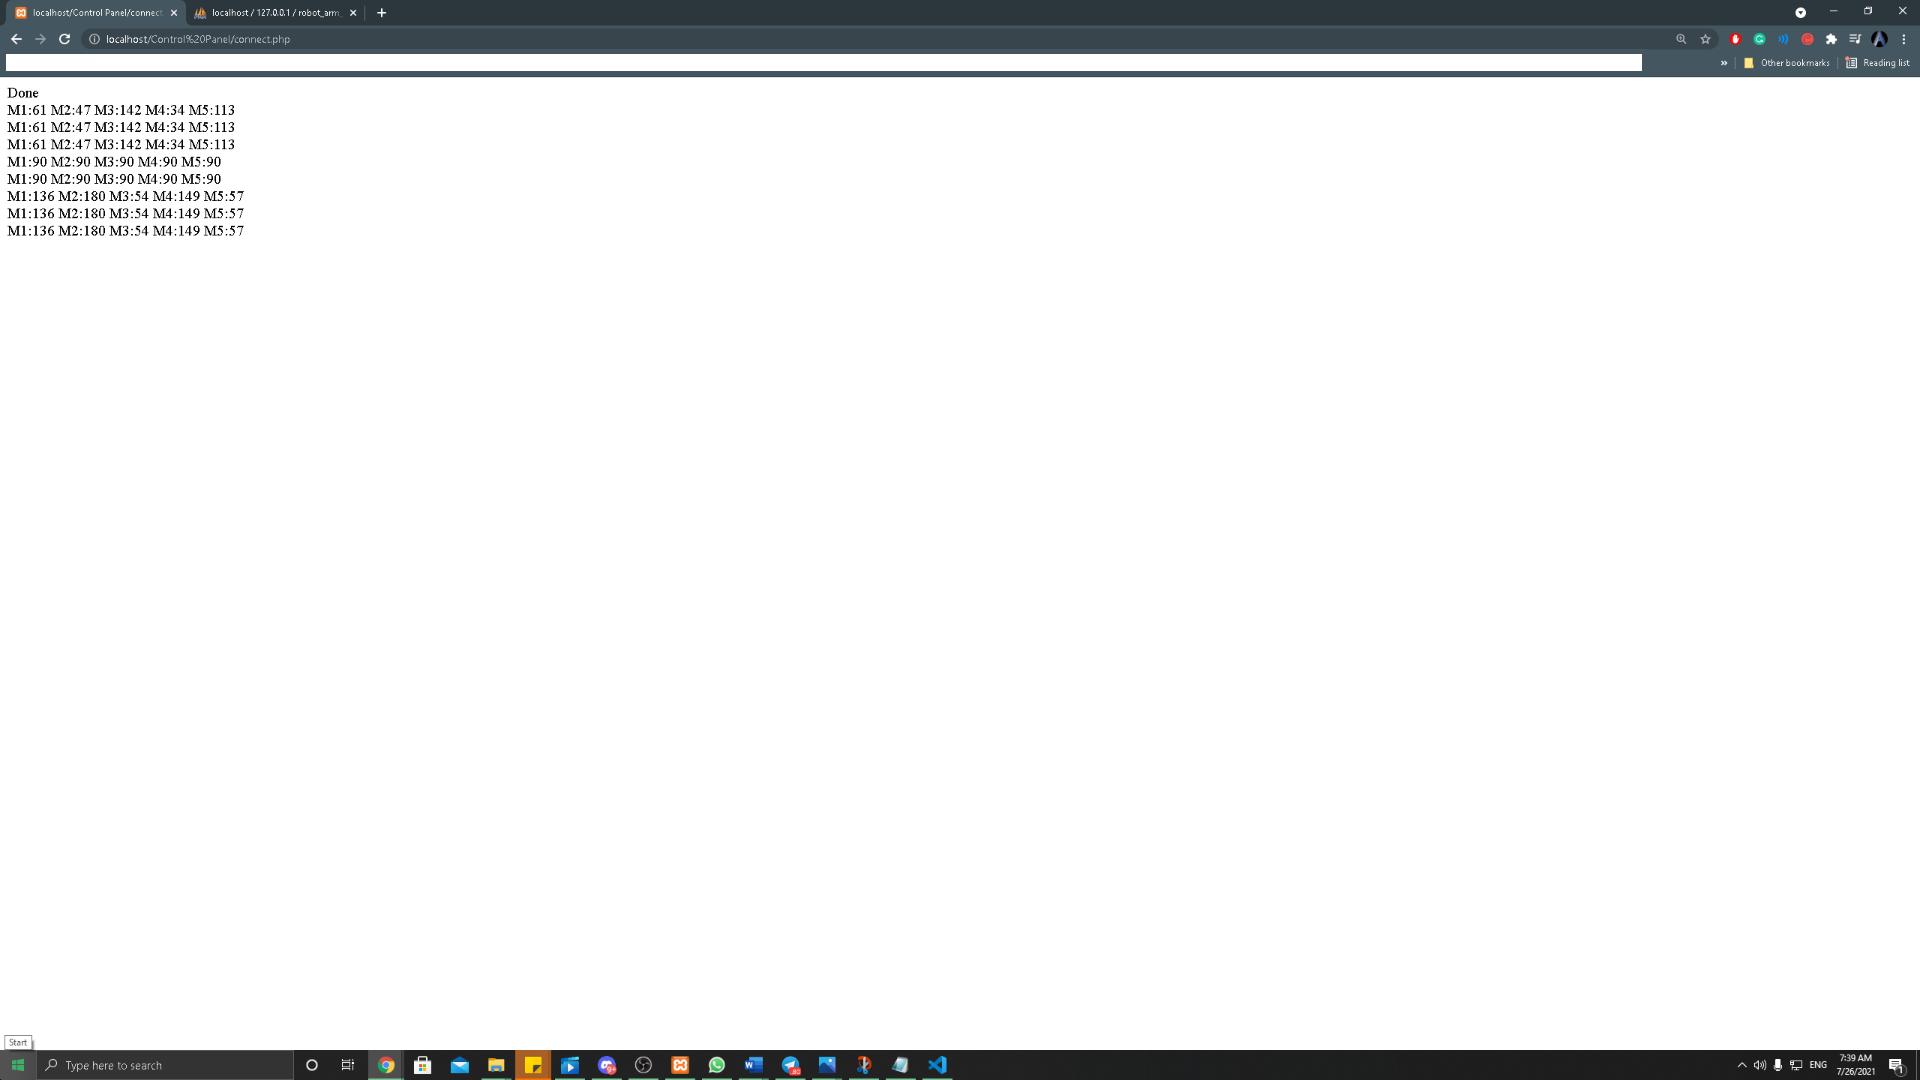 localhost/Control Panel/connect.
localhost / 127.0.0.1 / robot_arm_
localhost/Control%20Panel/connect.php
» Other bookmarks Reading list
Done
M1:61 M2:47 M3:142 M4:34 M5:113
M1:61 M2:47 M3:142 M4:34 M5:113
M1:61 M2:47 M3:142 M4:34 M5:113
M1:90 M2:90 M3:90 M4:90 M5:90
M1:90 M2:90 M3:90 M4:90 M5:90
M1:136 M2:180 M3:54 M4:149 M5:57
M1:136 M2:180 M3:54 M4:149 M5:57
M1:136 M2:180 M3:54 M4:149 M5:57
Start
Type here to search
ENG
7:39 AM
7/26/2021